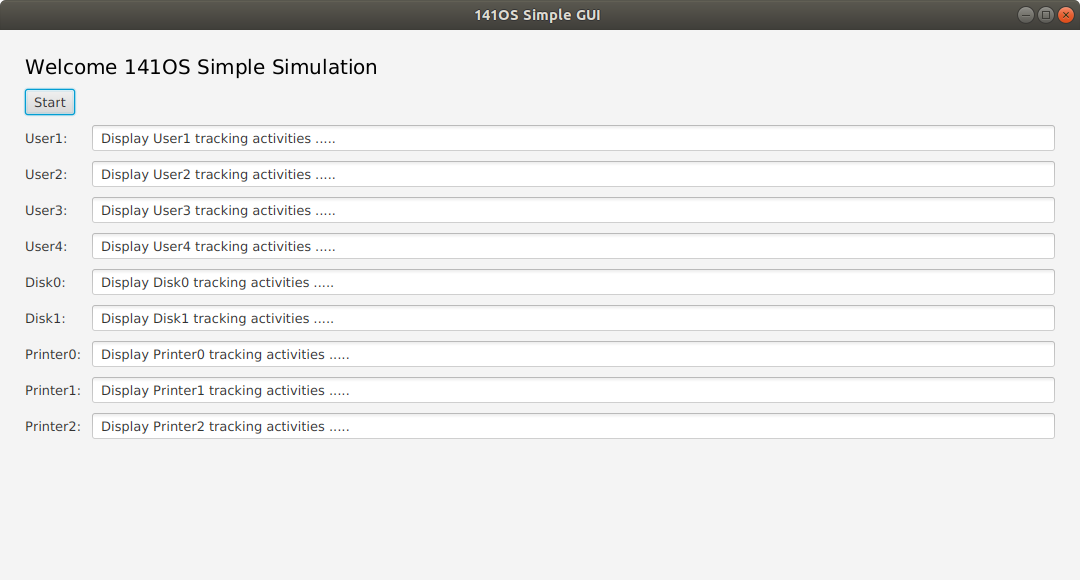 141OS Simple GUI
Welcome 141OS Simple Simulation
Start
User1: Display User1 tracking activities .....
User2: Display User2 tracking activities .....
User3: Display User3 tracking activities .....
User4: Display User4 tracking activities .....
Disk0: Display Disk0 tracking activities .....
Disk1: Display Disk1 tracking activities .....
Printer0: Display Printer0 tracking activities .....
Printer1: Display Printer1 tracking activities .....
Printer2: Display Printer2 tracking activities .....